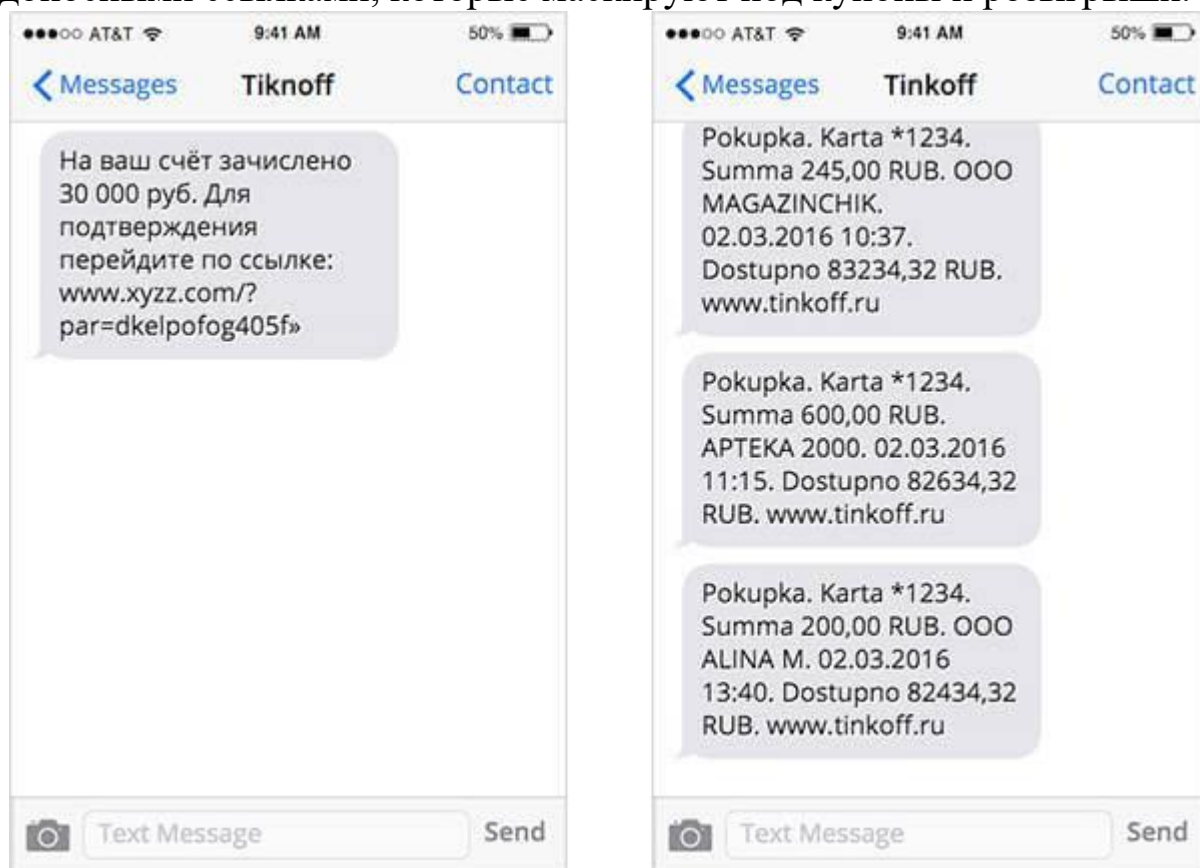 которые маскируют под купоны и розыгрыши.
AT&T 9:41 AM 50%
Messages Tiknoff Contact
На ваш счёт зачислено
30 000 руб. Для
подтверждения
перейдите по ссылке:
www.xyzz.com/?
par=dkelpofog405f»
Text Message Send
AT&T 9:41 AM 50%
Messages Tinkoff Contact
Pokupka. Karta *1234.
Summa 245,00 RUB. OOO
MAGAZINCHIK.
02.03.2016 10:37.
Dostupno 83234,32 RUB.
www.tinkoff.ru
Pokupka. Karta *1234.
Summa 600,00 RUB.
APTEKA 2000. 02.03.2016
11:15. Dostupno 82634,32
RUB. www.tinkoff.ru
Pokupka. Karta *1234.
Summa 200,00 RUB. OOO
ALINA M. 02.03.2016
13:40. Dostupno 82434,32
RUB. www.tinkoff.ru
Text Message Send